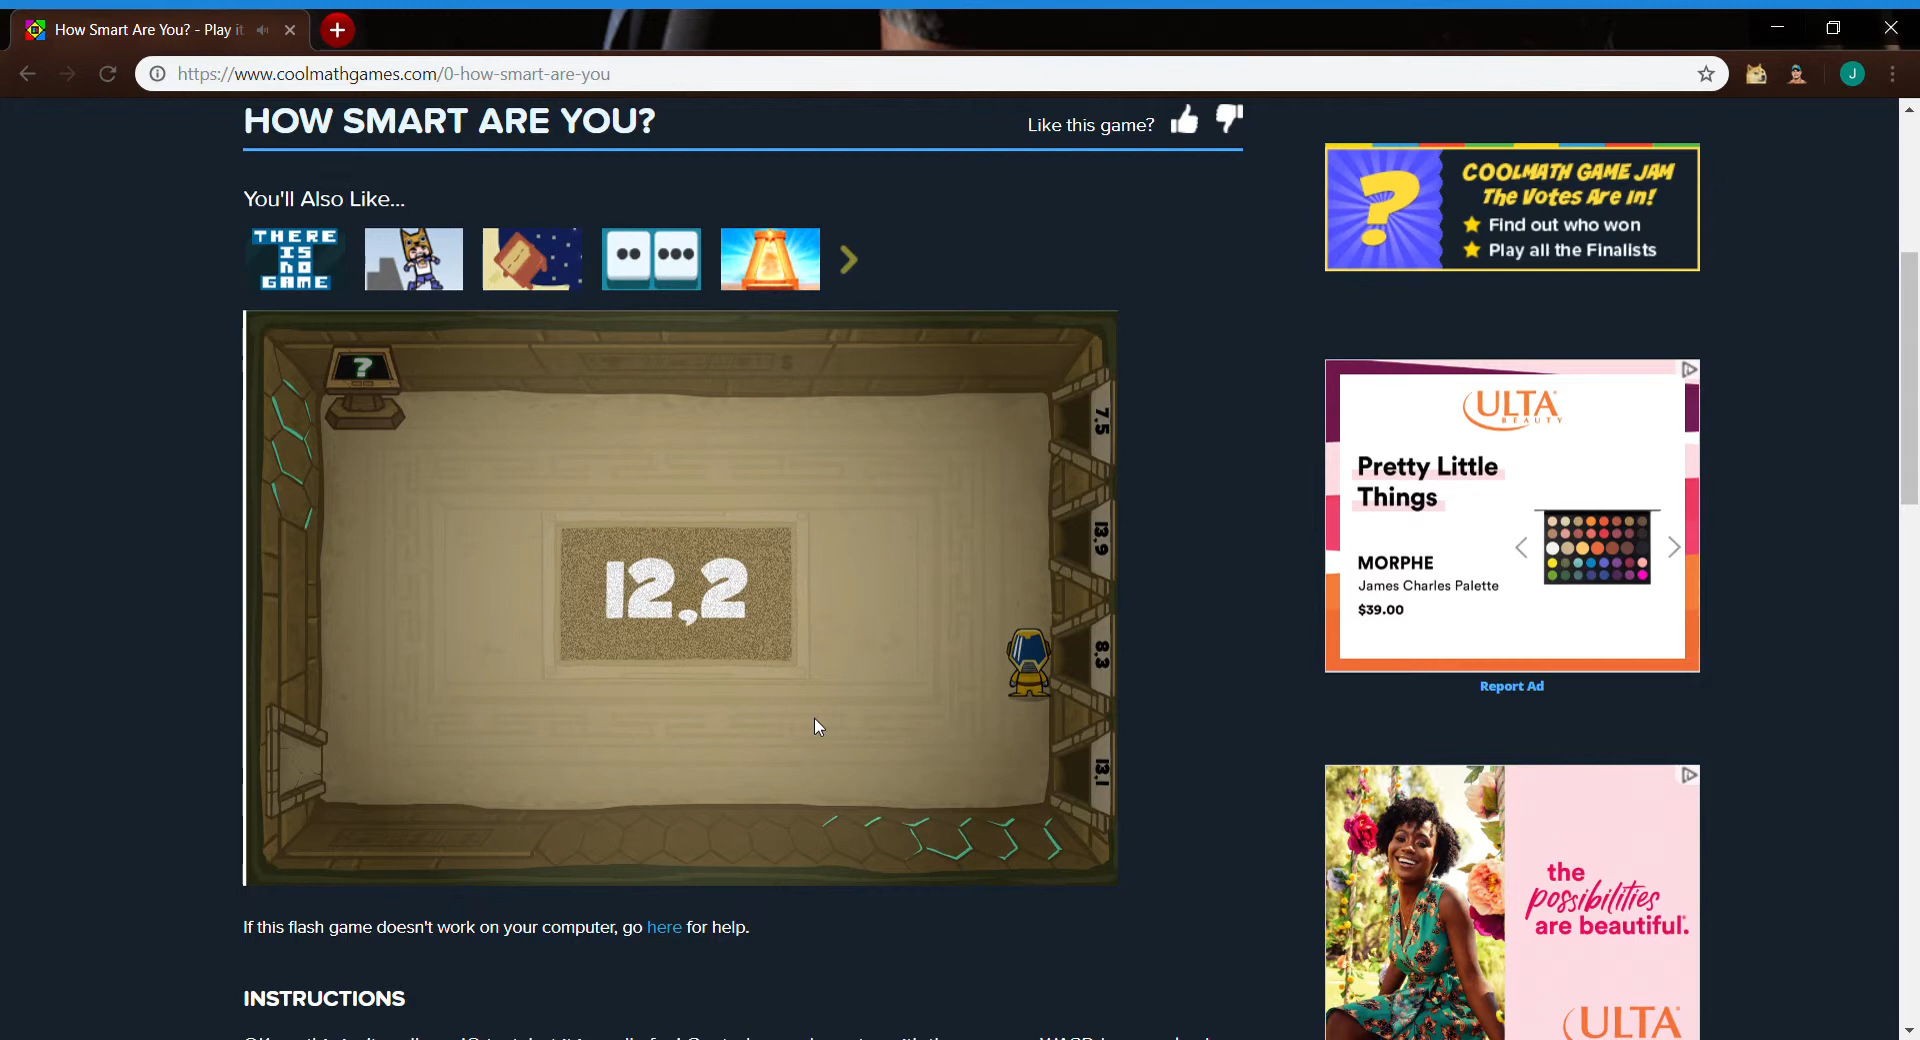 How Smart Are You? - Play it
https://www.coolmathgames.com/0-how-smart-are-you
J
HOW SMART ARE YOU?
Like this game?
You'll Also Like...
THERE
IS
NO
GAME
?
7.5
13.9
8.3
13.1
12,2
If this flash game doesn't work on your computer, go here for help.
INSTRUCTIONS
?
COOLMATH GAME JAM
The Votes Are In!
Find out who won
Play all the Finalists
ULTA
BEAUTY
Pretty Little
Things
MORPHE
James Charles Palette
$39.00
Report Ad
the
possibilities
are beautiful.
ULTA